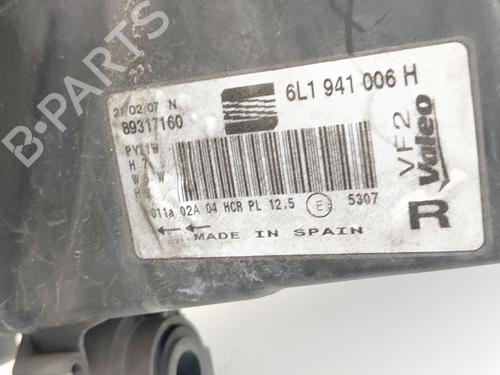 B-PARTS
21/02/07 N
89317160
6L1 941 006 H
H 7
011a 02A 04 HCR PL 12.5
5307
MADE IN SPAIN
VF2
Valeo
R